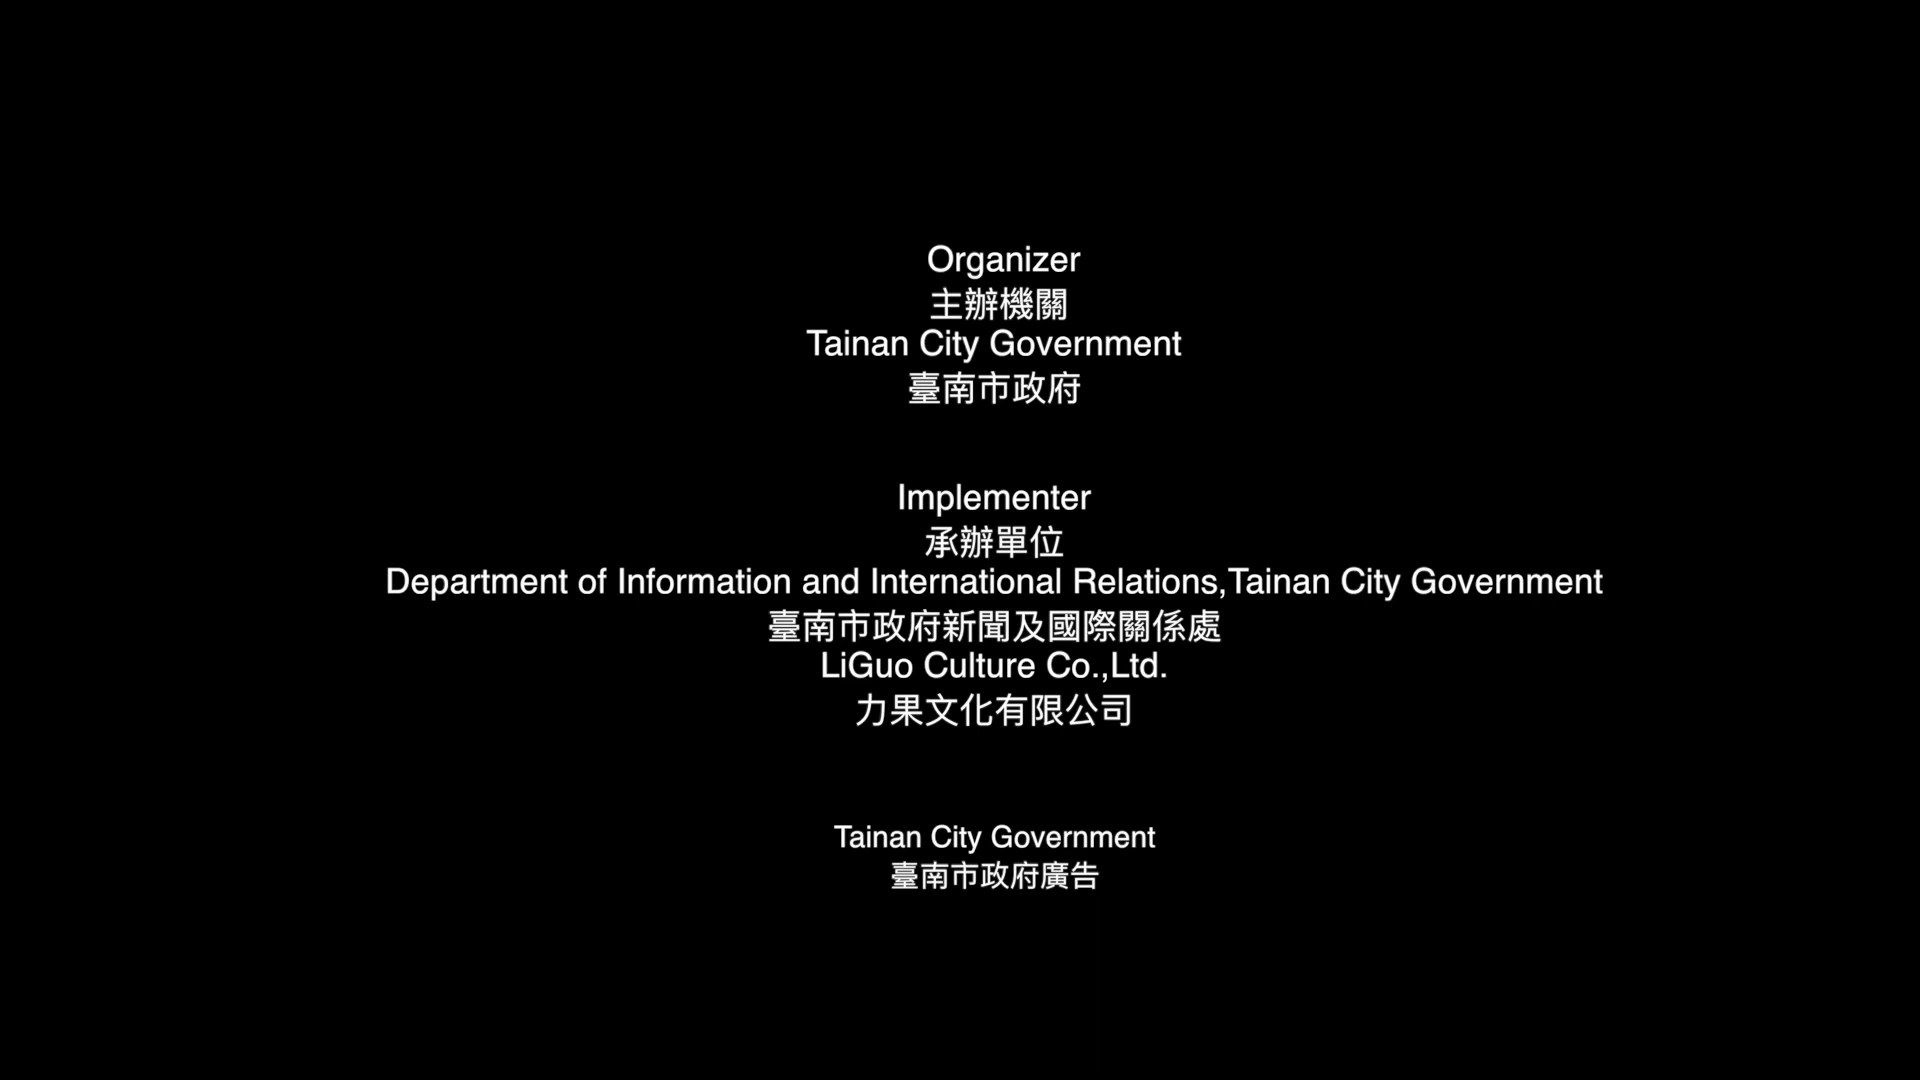 Organizer
主辦機關
Tainan City Government
臺南市政府
Implementer
承辦單位
Department of Information and International Relations,Tainan City Government
臺南市政府新聞及國際關係處
LiGuo Culture Co.,Ltd.
力果文化有限公司
Tainan City Government
臺南市政府廣告